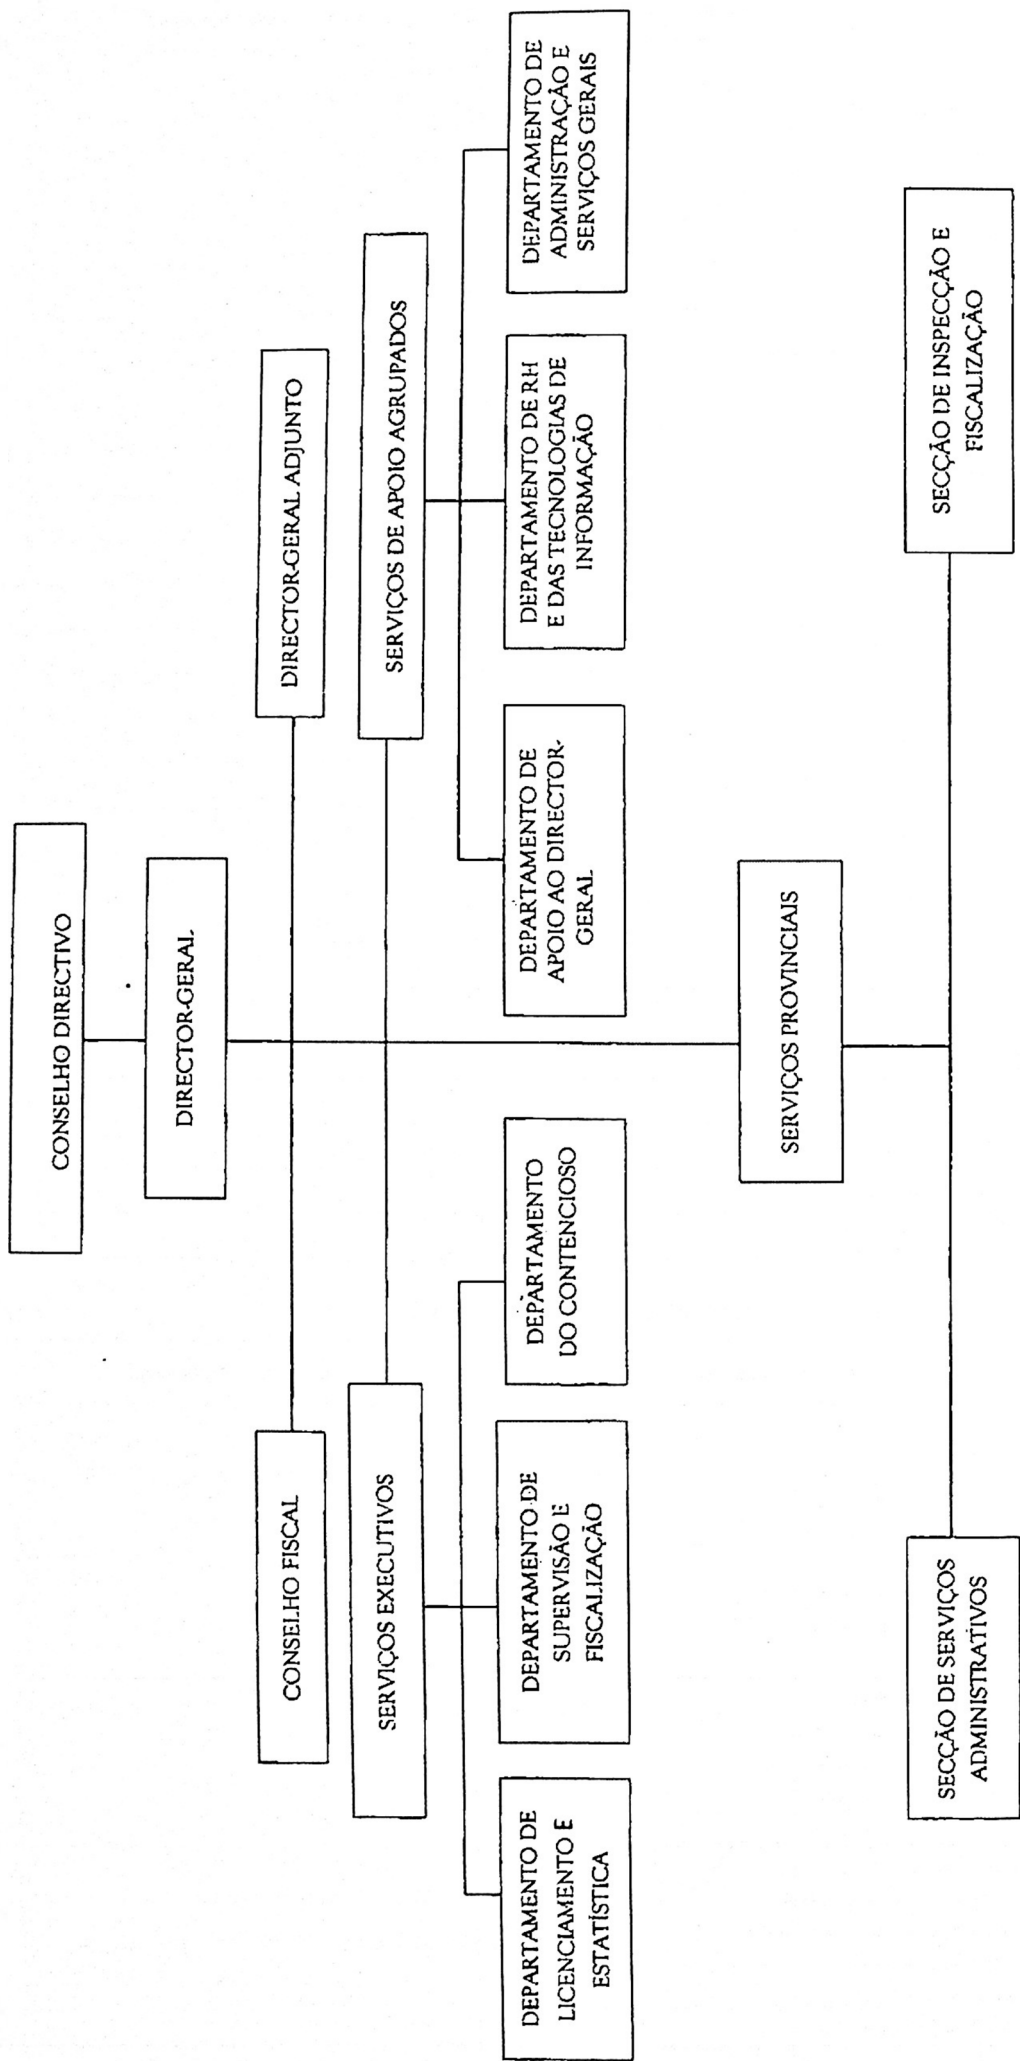 CONSELHO DIRECTIVO
DIRECTOR-GERAL
CONSELHO FISCAL
DIRECTOR-GERAL ADJUNTO
SERVIÇOS EXECUTIVOS
SERVIÇOS DE APOIO AGRUPADOS
DEPARTAMENTO DE
LICENCIAMENTO E
ESTATÍSTICA
DEPARTAMENTO DE
SUPERVISÃO E
FISCALIZAÇÃO
DEPARTAMENTO
DO CONTENCIOSO
DEPARTAMENTO DE
APOIO AO DIRECTOR-
GERAL
DEPARTAMENTO DE RH
E DAS TECNOLOGIAS DE
INFORMAÇÃO
DEPARTAMENTO DE
ADMINISTRAÇÃO E
SERVIÇOS GERAIS
SERVIÇOS PROVINCIAIS
SECÇÃO DE SERVIÇOS
ADMINISTRATIVOS
SECÇÃO DE INSPECÇÃO E
FISCALIZAÇÃO